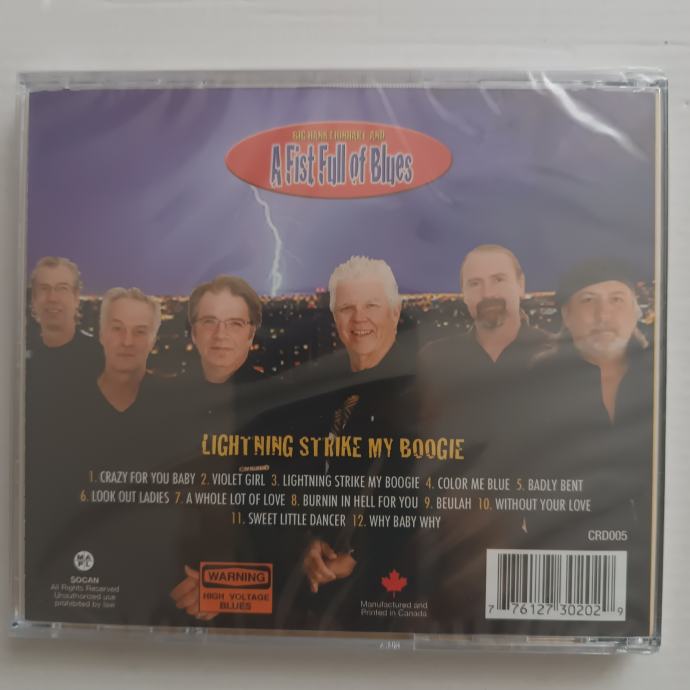 BIG HANK LIONHART AND
A Fist Full of Blues
LIGHTNING STRIKE MY BOOGIE
1. CRAZY FOR YOU BABY 2. VIOLET GIRL 3. LIGHTNING STRIKE MY BOOGIE 4. COLOR ME BLUE 5. BADLY BENT
6. LOOK OUT LADIES 7. A WHOLE LOT OF LOVE 8. BURNIN IN HELL FOR YOU 9. BEULAH 10. WITHOUT YOUR LOVE
11. SWEET LITTLE DANCER 12. WHY BABY WHY
CRD005
MAPL
SOCAN
All Rights Reserved
Unauthorized use
prohibited by law
WARNING
HIGH VOLTAGE
BLUES
Manufactured and
Printed in Canada
7 76127 30202 9